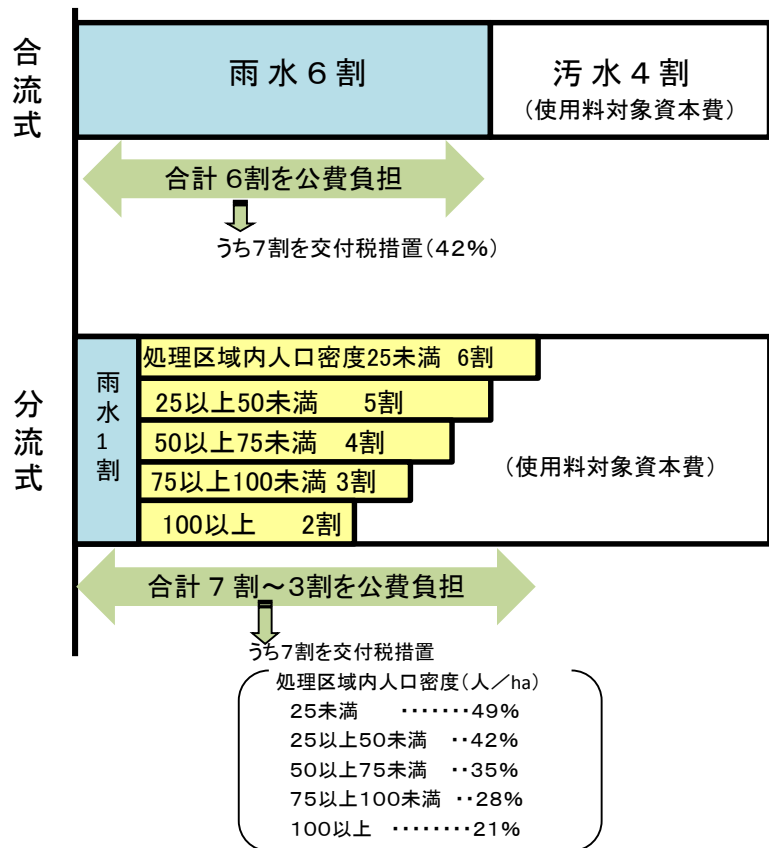 合流式
雨水６割
汚水４割
（使用料対象資本費）
合計 6割を公費負担
うち7割を交付税措置（42%）
分流式
雨水1割
処理区域内人口密度25未満 6割
25以上50未満 5割
50以上75未満 4割
75以上100未満 3割
100以上 2割
（使用料対象資本費）
合計７割～３割を公費負担
うち7割を交付税措置
処理区域内人口密度（人／ha）
25未満 ･･･････49%
25以上50未満 ･･42%
50以上75未満 ･･35%
75以上100未満 ･･28%
100以上 ････････21%